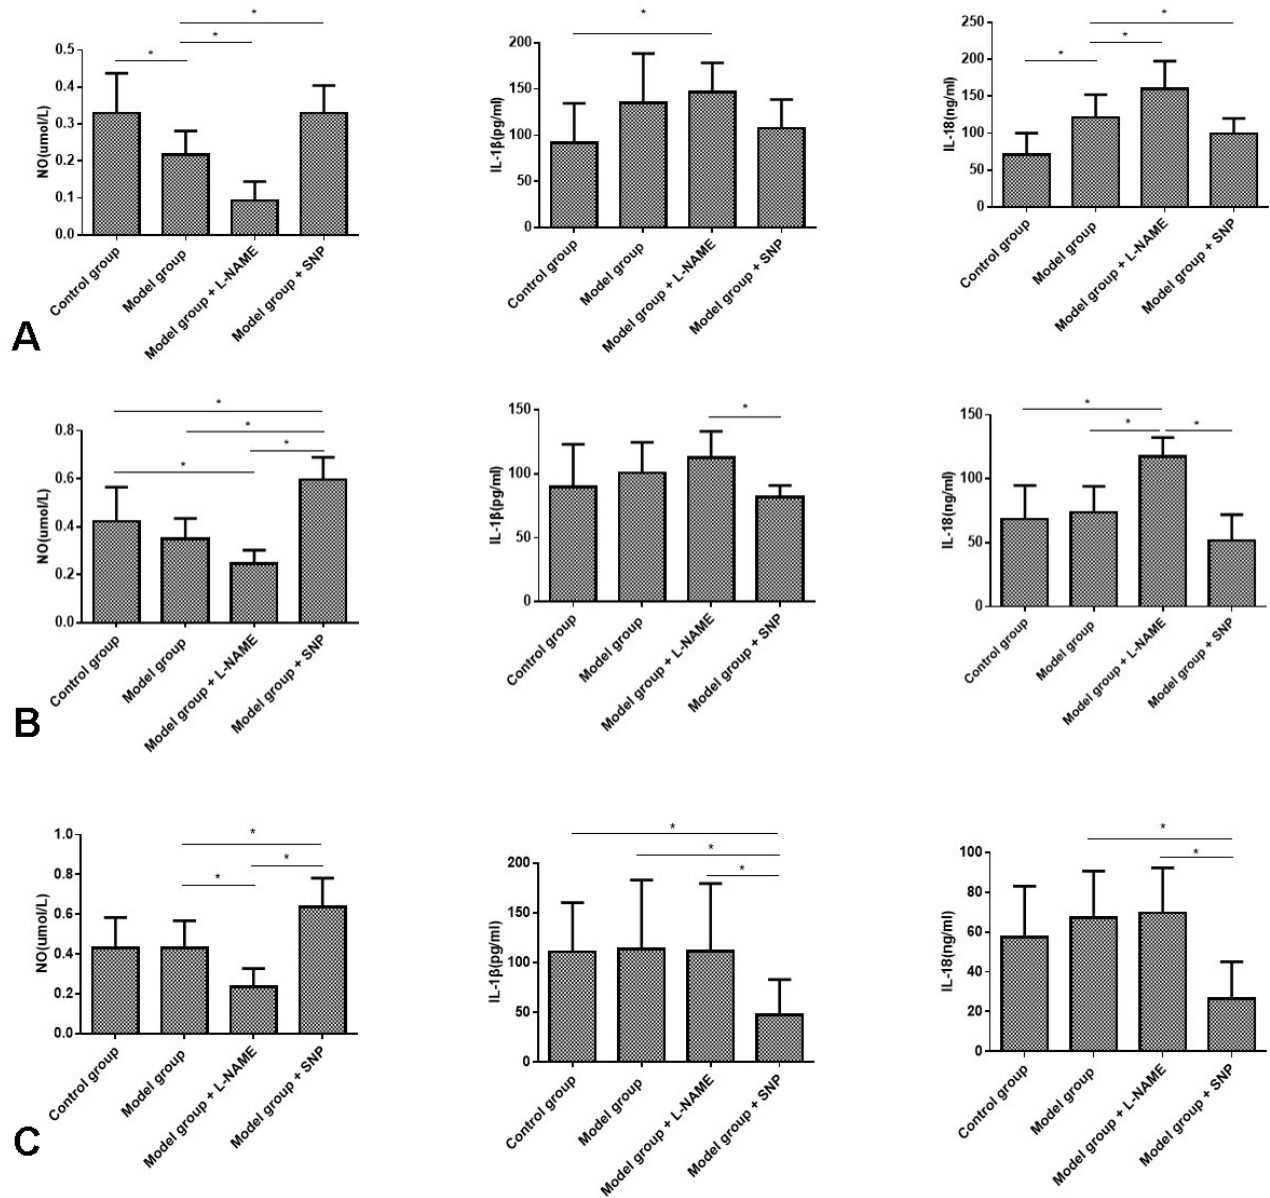 *
*
*
NO(umol/L)
0.5
0.4
0.3
0.2
0.1
0.0
Control group
Model group
Model group + L-NAME
Model group + SNP
*
IL-1β(pg/ml)
200
150
100
50
0
Control group
Model group
Model group + L-NAME
Model group + SNP
*
*
*
IL-18(ng/ml)
250
200
150
100
50
0
Control group
Model group
Model group + L-NAME
Model group + SNP
A
*
*
*
*
NO(umol/L)
0.8
0.6
0.4
0.2
0.0
Control group
Model group
Model group + L-NAME
Model group + SNP
*
IL-1β(pg/ml)
150
100
50
0
Control group
Model group
Model group + L-NAME
Model group + SNP
*
*
*
IL-18(ng/ml)
150
100
50
0
Control group
Model group
Model group + L-NAME
Model group + SNP
B
*
*
*
NO(umol/L)
1.0
0.8
0.6
0.4
0.2
0.0
Control group
Model group
Model group + L-NAME
Model group + SNP
*
*
*
IL-1β(pg/ml)
200
150
100
50
0
Control group
Model group
Model group + L-NAME
Model group + SNP
*
*
IL-18(ng/ml)
100
80
60
40
20
0
Control group
Model group
Model group + L-NAME
Model group + SNP
C